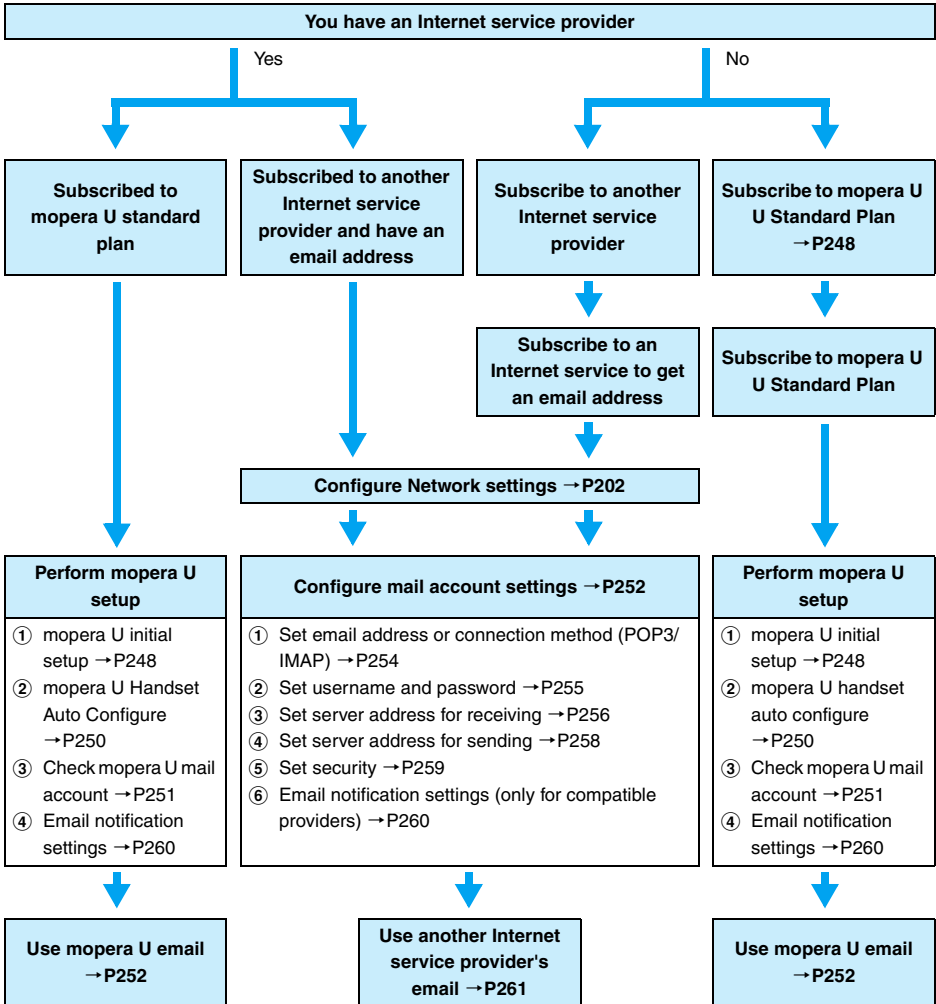 You have an Internet service provider
Yes
No
Subscribed to
mopera U standard
plan
Subscribed to another
Internet service
provider and have an
email address
Subscribe to another
Internet service
provider
Subscribe to mopera U
U Standard Plan
→P248
Subscribe to an
Internet service to get
an email address
Subscribe to mopera U
U Standard Plan
Configure Network settings →P202
Perform mopera U
setup
① mopera U initial
setup →P248
② mopera U Handset
Auto Configure
→P250
③ Check mopera U mail
account →P251
④ Email notification
settings →P260
Configure mail account settings →P252
① Set email address or connection method (POP3/
IMAP) →P254
② Set username and password →P255
③ Set server address for receiving →P256
④ Set server address for sending →P258
⑤ Set security →P259
⑥ Email notification settings (only for compatible
providers) →P260
Perform mopera U
setup
① mopera U initial
setup →P248
② mopera U handset
auto configure
→P250
③ Check mopera U mail
account →P251
④ Email notification
settings →P260
Use mopera U email
→P252
Use another Internet
service provider's
email →P261
Use mopera U email
→P252